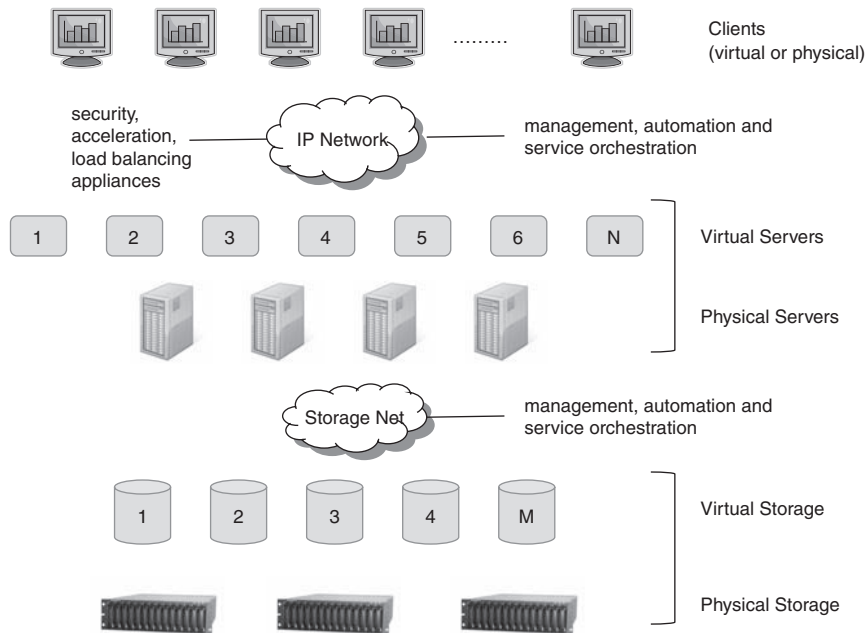 Clients
(virtual or physical)
.........
security,
acceleration,
load balancing
appliances
IP Network
management, automation and
service orchestration
1 2 3 4 5 6 N
Virtual Servers
Physical Servers
Storage Net
management, automation and
service orchestration
1 2 3 4 M
Virtual Storage
Physical Storage